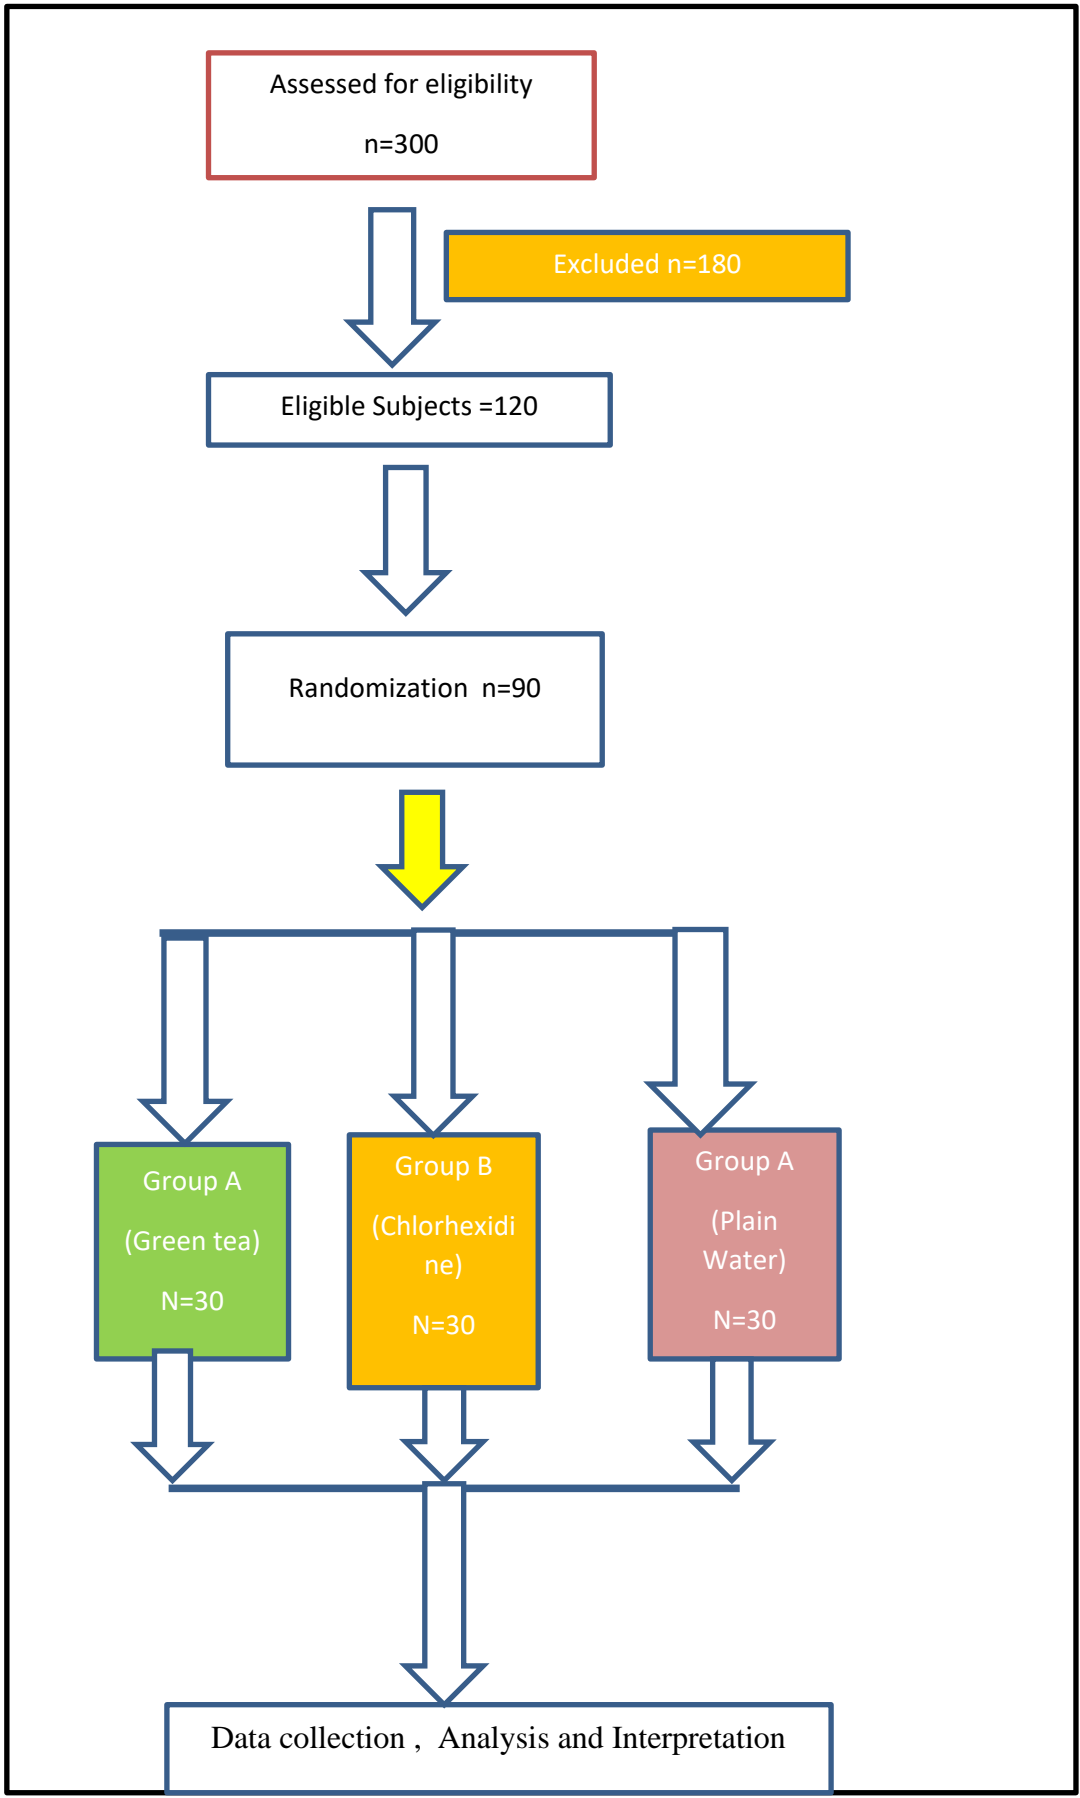 Assessed for eligibility
n=300
Excluded n=180
Eligible Subjects =120
Randomization  n=90
Group A
(Green tea)
N=30
Group B
(Chlorhexidi
ne)
N=30
Group A
(Plain
Water)
N=30
Data collection ,  Analysis and Interpretation